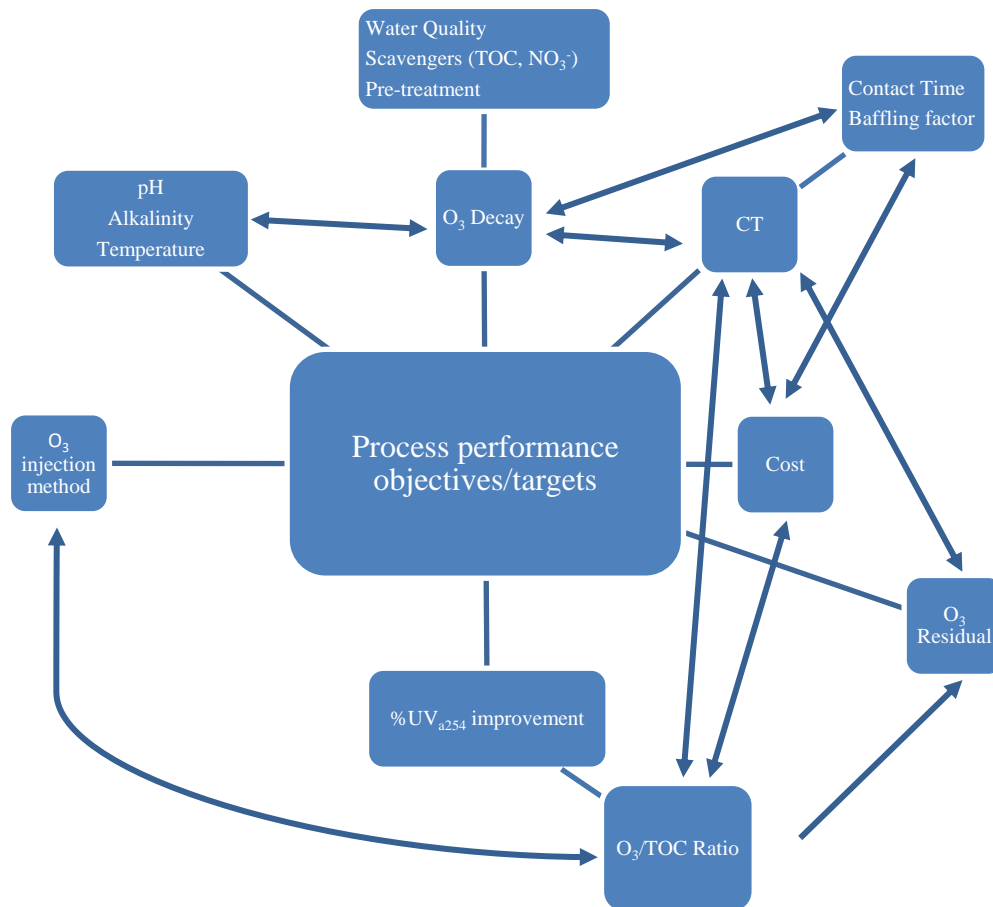 Water Quality
Scavengers (TOC, NO₃⁻)
Pre-treatment
Contact Time
Baffling factor
pH
Alkalinity
Temperature
O₃ Decay
CT
Process performance
objectives/targets
O₃
injection
method
Cost
O₃
Residual
%UVₐ₂₅₄ improvement
O₃/TOC Ratio